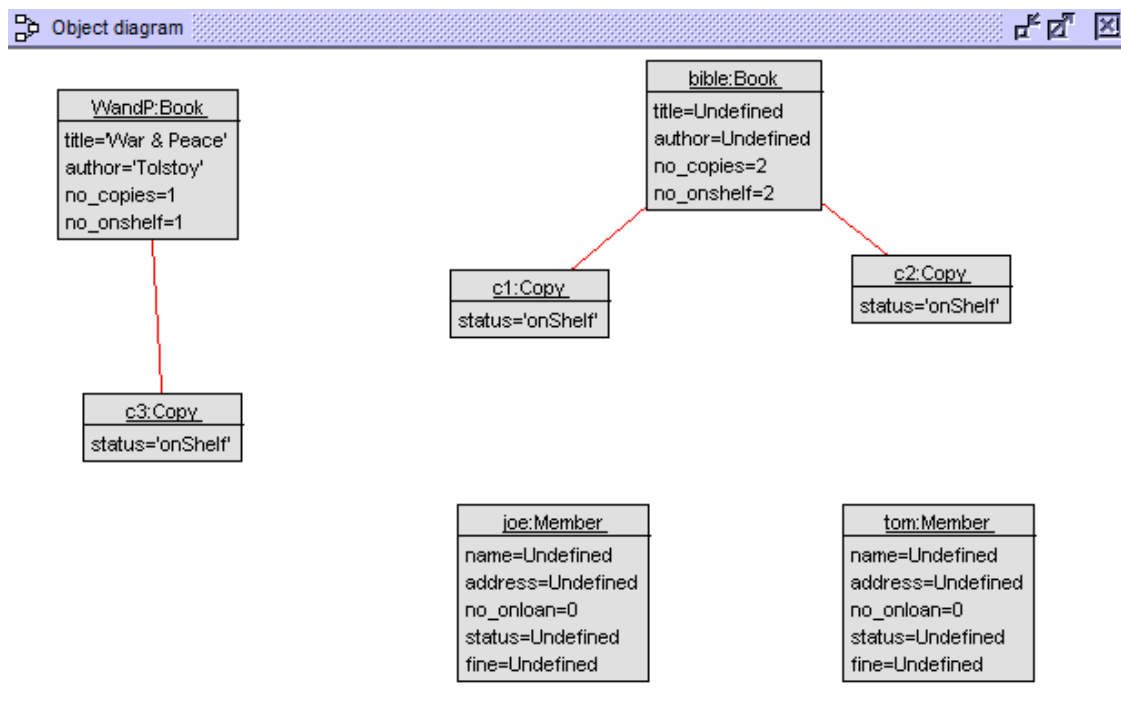 Object diagram
WandP:Book
title='War & Peace'
author='Tolstoy'
no_copies=1
no_onshelf=1
bible:Book
title=Undefined
author=Undefined
no_copies=2
no_onshelf=2
c1:Copy
status='onShelf'
c2:Copy
status='onShelf'
c3:Copy
status='onShelf'
joe:Member
name=Undefined
address=Undefined
no_onloan=0
status=Undefined
fine=Undefined
tom:Member
name=Undefined
address=Undefined
no_onloan=0
status=Undefined
fine=Undefined